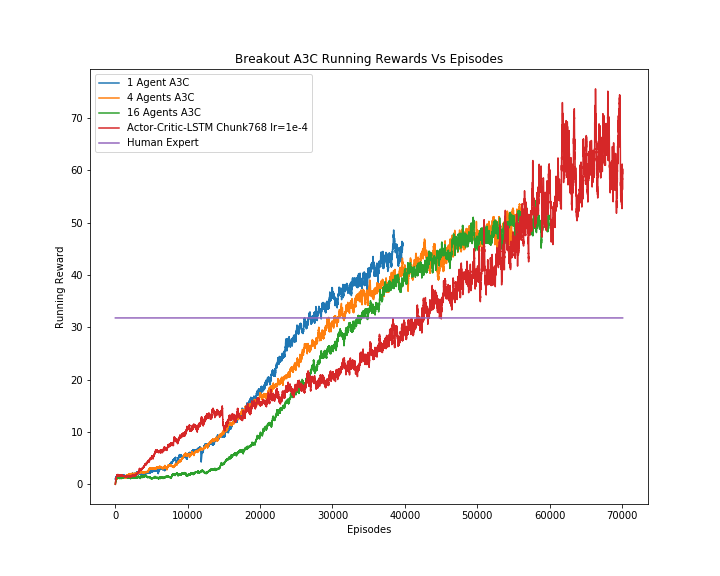 Breakout A3C Running Rewards Vs Episodes
1 Agent A3C
4 Agents A3C
16 Agents A3C
Actor-Critic-LSTM Chunk768 lr=1e-4
Human Expert
Running Reward
70
60
50
40
30
20
10
0
0 10000 20000 30000 40000 50000 60000 70000
Episodes